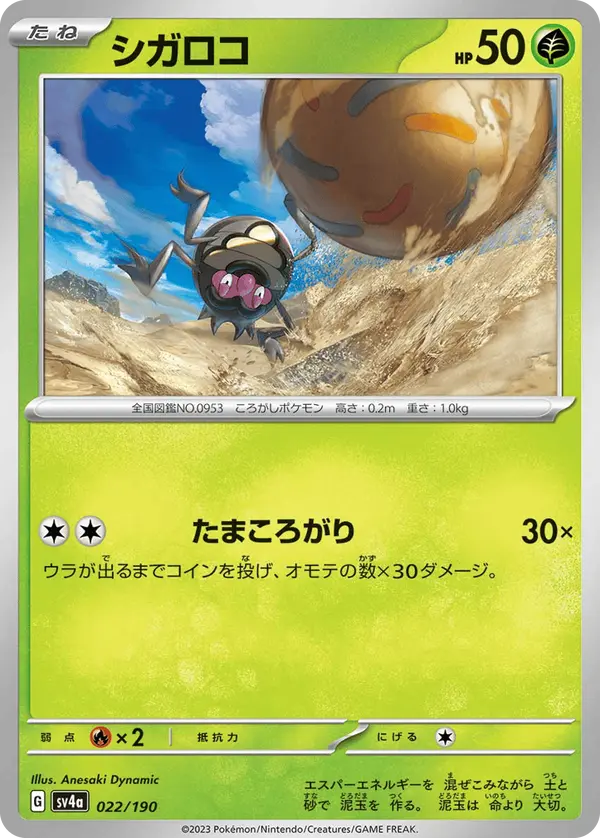 たね シガロコ HP50
全国図鑑NO.0953 ころがしポケモン 高さ:0.2m 重さ:1.0kg
たまころがり 30×
ウラが出るまでコインを投げ、オモテの数×30ダメージ。
弱点 ×2 抵抗力 にげる
Illus. Anesaki Dynamic
G sv4a 022/190
エスパーエネルギーを 混ぜこみながら 土と
砂で 泥玉を 作る。 泥玉は 命より 大切。
©2023 Pokémon/Nintendo/Creatures/GAME FREAK.